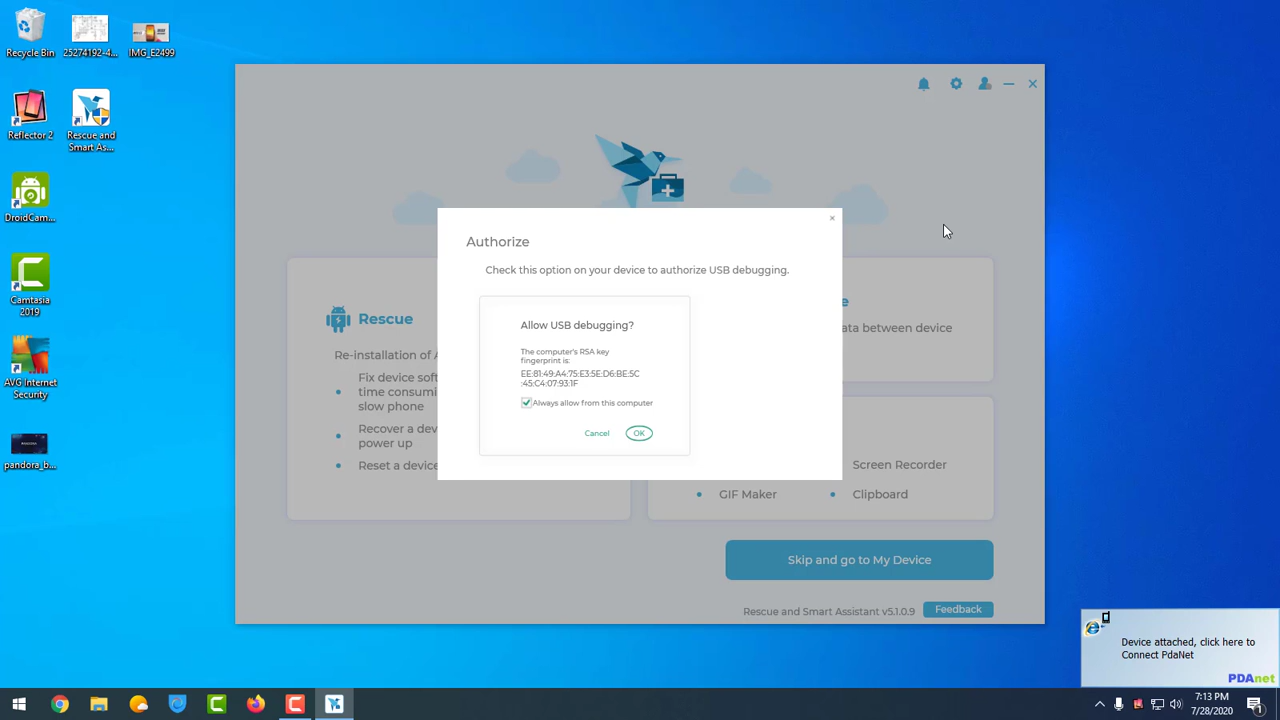 Recycle Bin
25274192-4...
IMG_E2499
Reflector 2
Rescue and
Smart As...
DroidCam...
Camtasia
2019
AVG Internet
Security
pandora_b...
Authorize
Check this option on your device to authorize USB debugging.
Allow USB debugging?
The computer's RSA key
fingerprint is:
EE:81:49:A4:75:E3:5E:D6:BE:5C
:45:C4:07:93:1F
Always allow from this computer
Cancel
OK
Rescue
Re-installation of A
Fix device soft
time consumi
slow phone
Recover a dev
power up
Reset a device
e
ata between device
Screen Recorder
GIF Maker
Clipboard
Skip and go to My Device
Rescue and Smart Assistant v5.1.0.9
Feedback
Device attached, click here to
Connect PdaNet
PDAnet
7:13 PM
7/28/2020